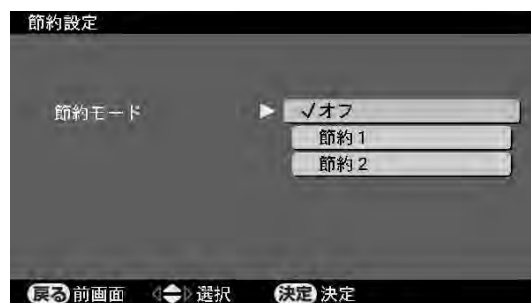 節約設定
節約モード ▶ ✓オフ
節約1
節約2
戻る 前画面 選択 決定 決定